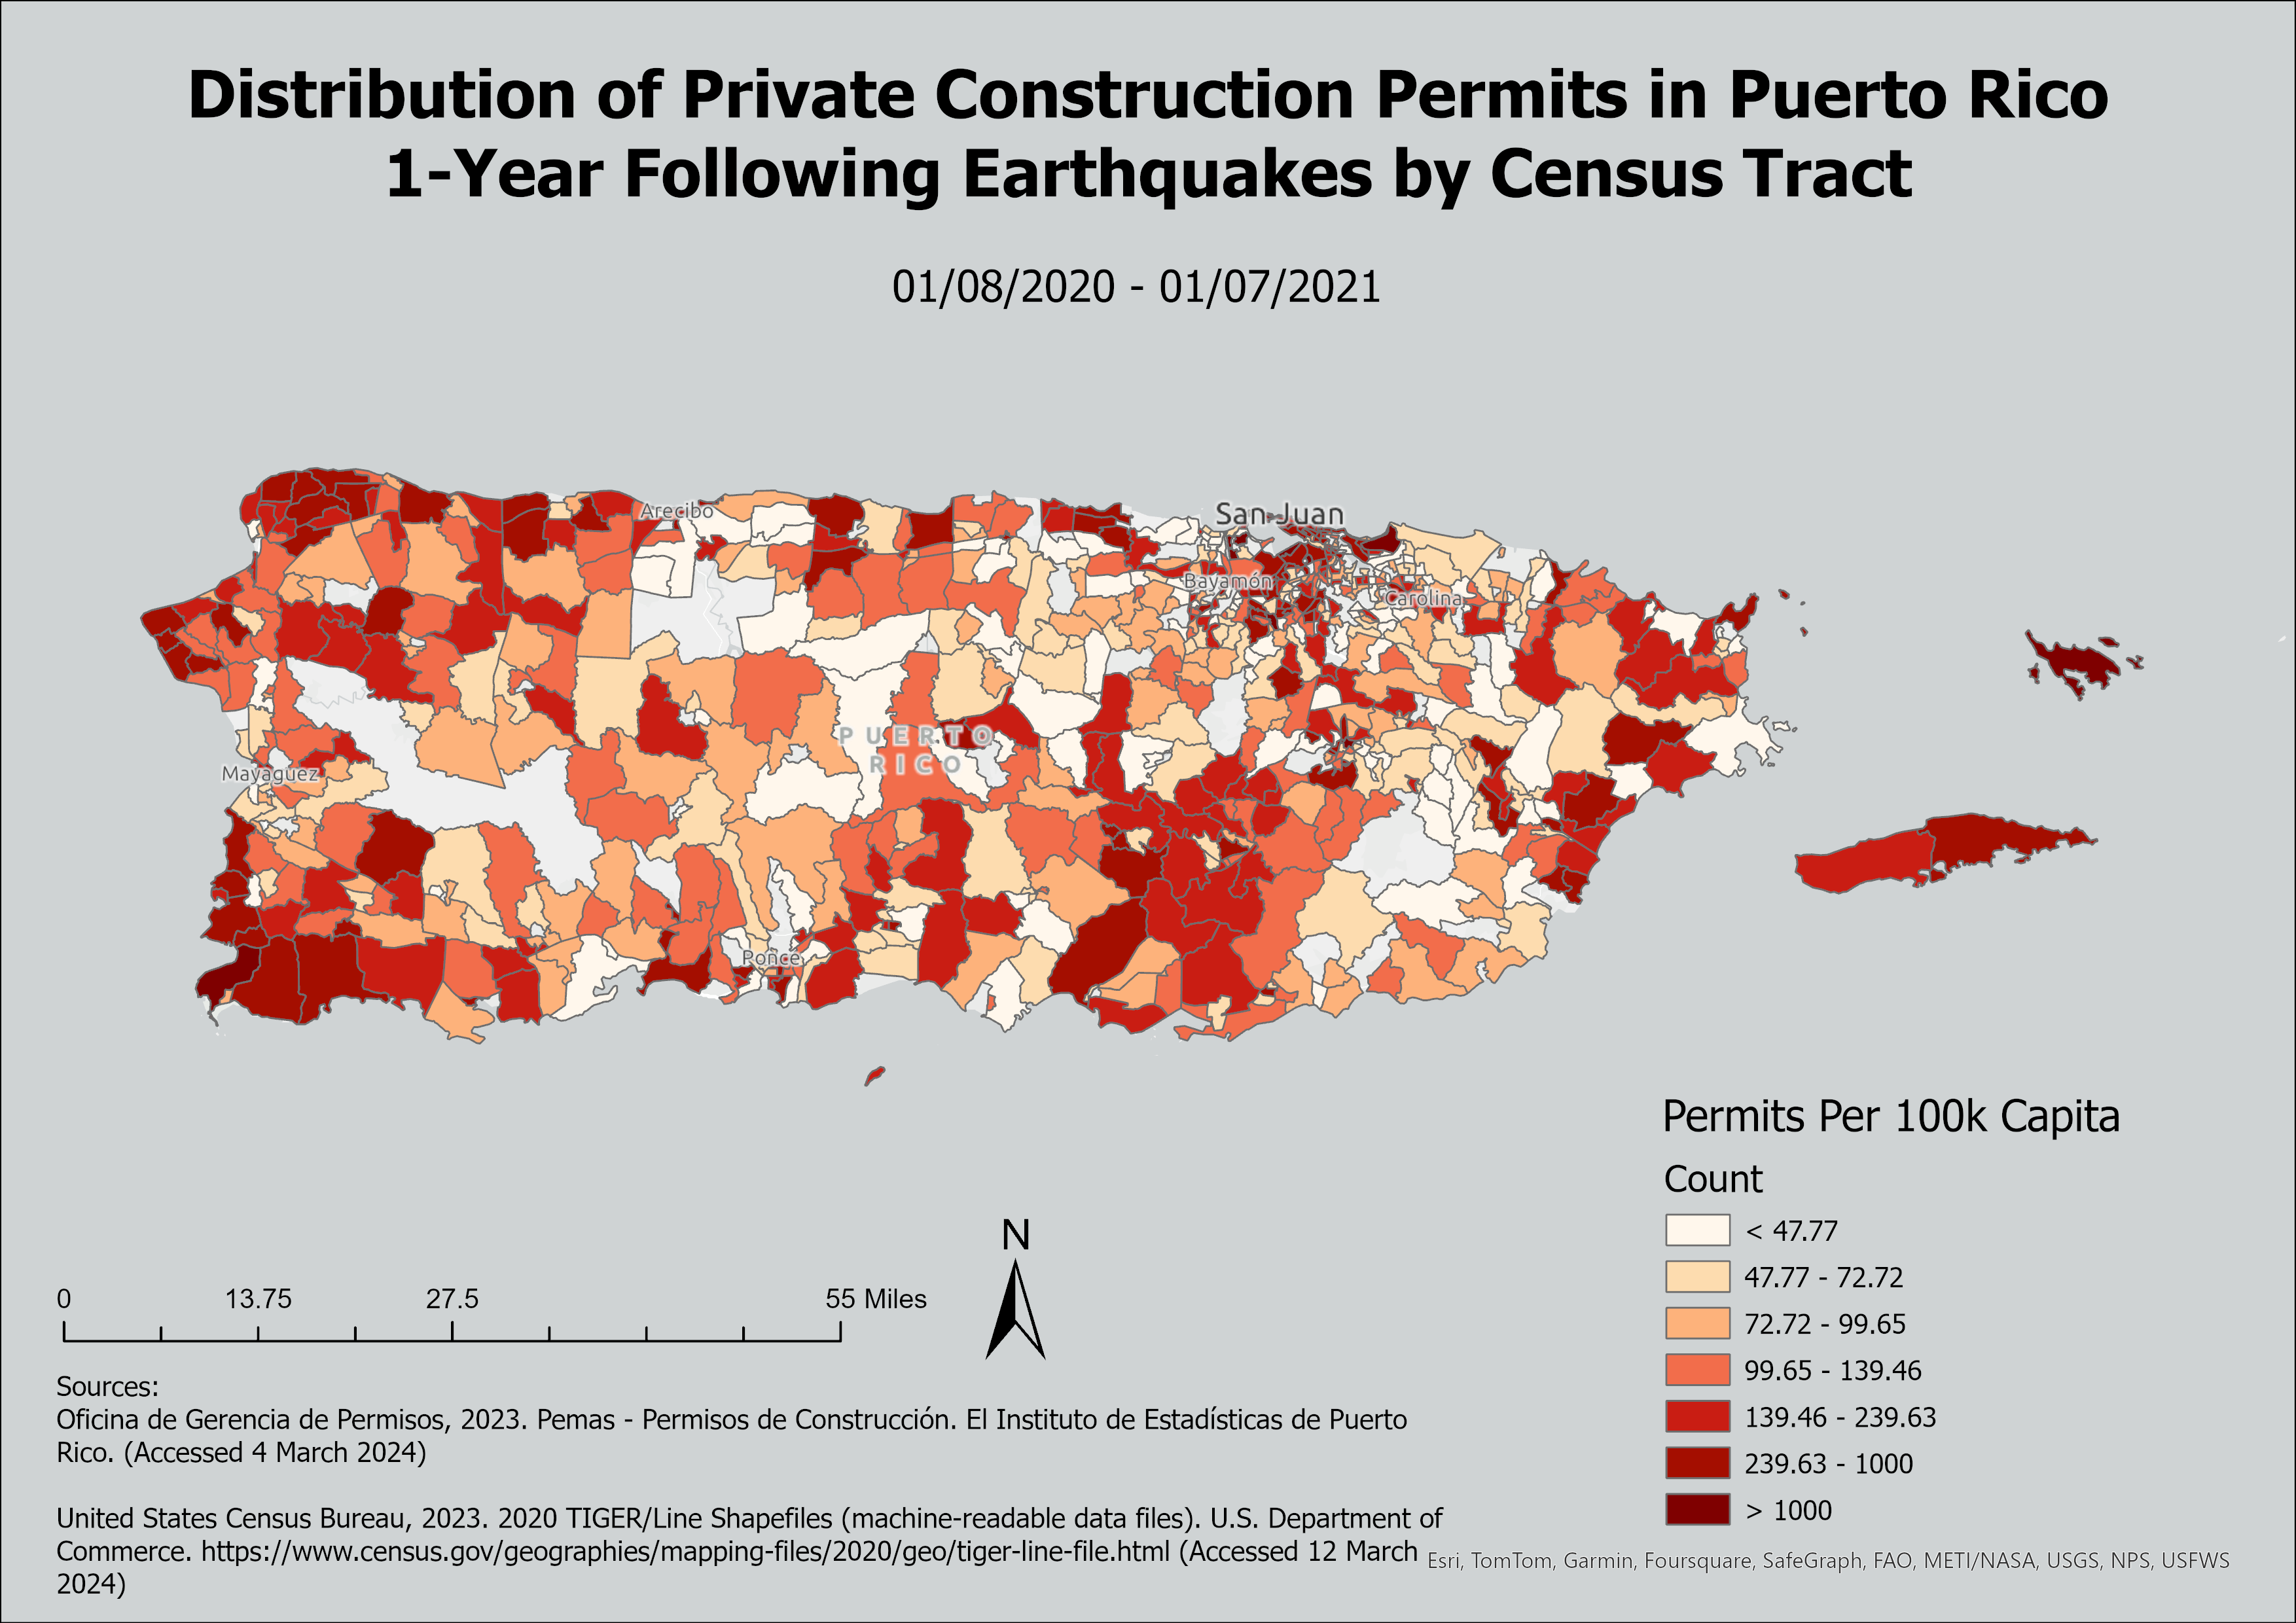 Distribution of Private Construction Permits in Puerto Rico
1-Year Following Earthquakes by Census Tract
01/08/2020 - 01/07/2021
San Juan
Arecibo
Bayamón
Carolina
PUERTO
RICO
Mayagüez
Ponce
Permits Per 100k Capita
Count
< 47.77
47.77 - 72.72
72.72 - 99.65
99.65 - 139.46
139.46 - 239.63
239.63 - 1000
> 1000
N
0 13.75 27.5 55 Miles
Sources:
Oficina de Gerencia de Permisos, 2023. Pemas - Permisos de Construcción. El Instituto de Estadísticas de Puerto
Rico. (Accessed 4 March 2024)
United States Census Bureau, 2023. 2020 TIGER/Line Shapefiles (machine-readable data files). U.S. Department of
Commerce. https://www.census.gov/geographies/mapping-files/2020/geo/tiger-line-file.html (Accessed 12 March
2024)
Esri, TomTom, Garmin, Foursquare, SafeGraph, FAO, METI/NASA, USGS, NPS, USFWS